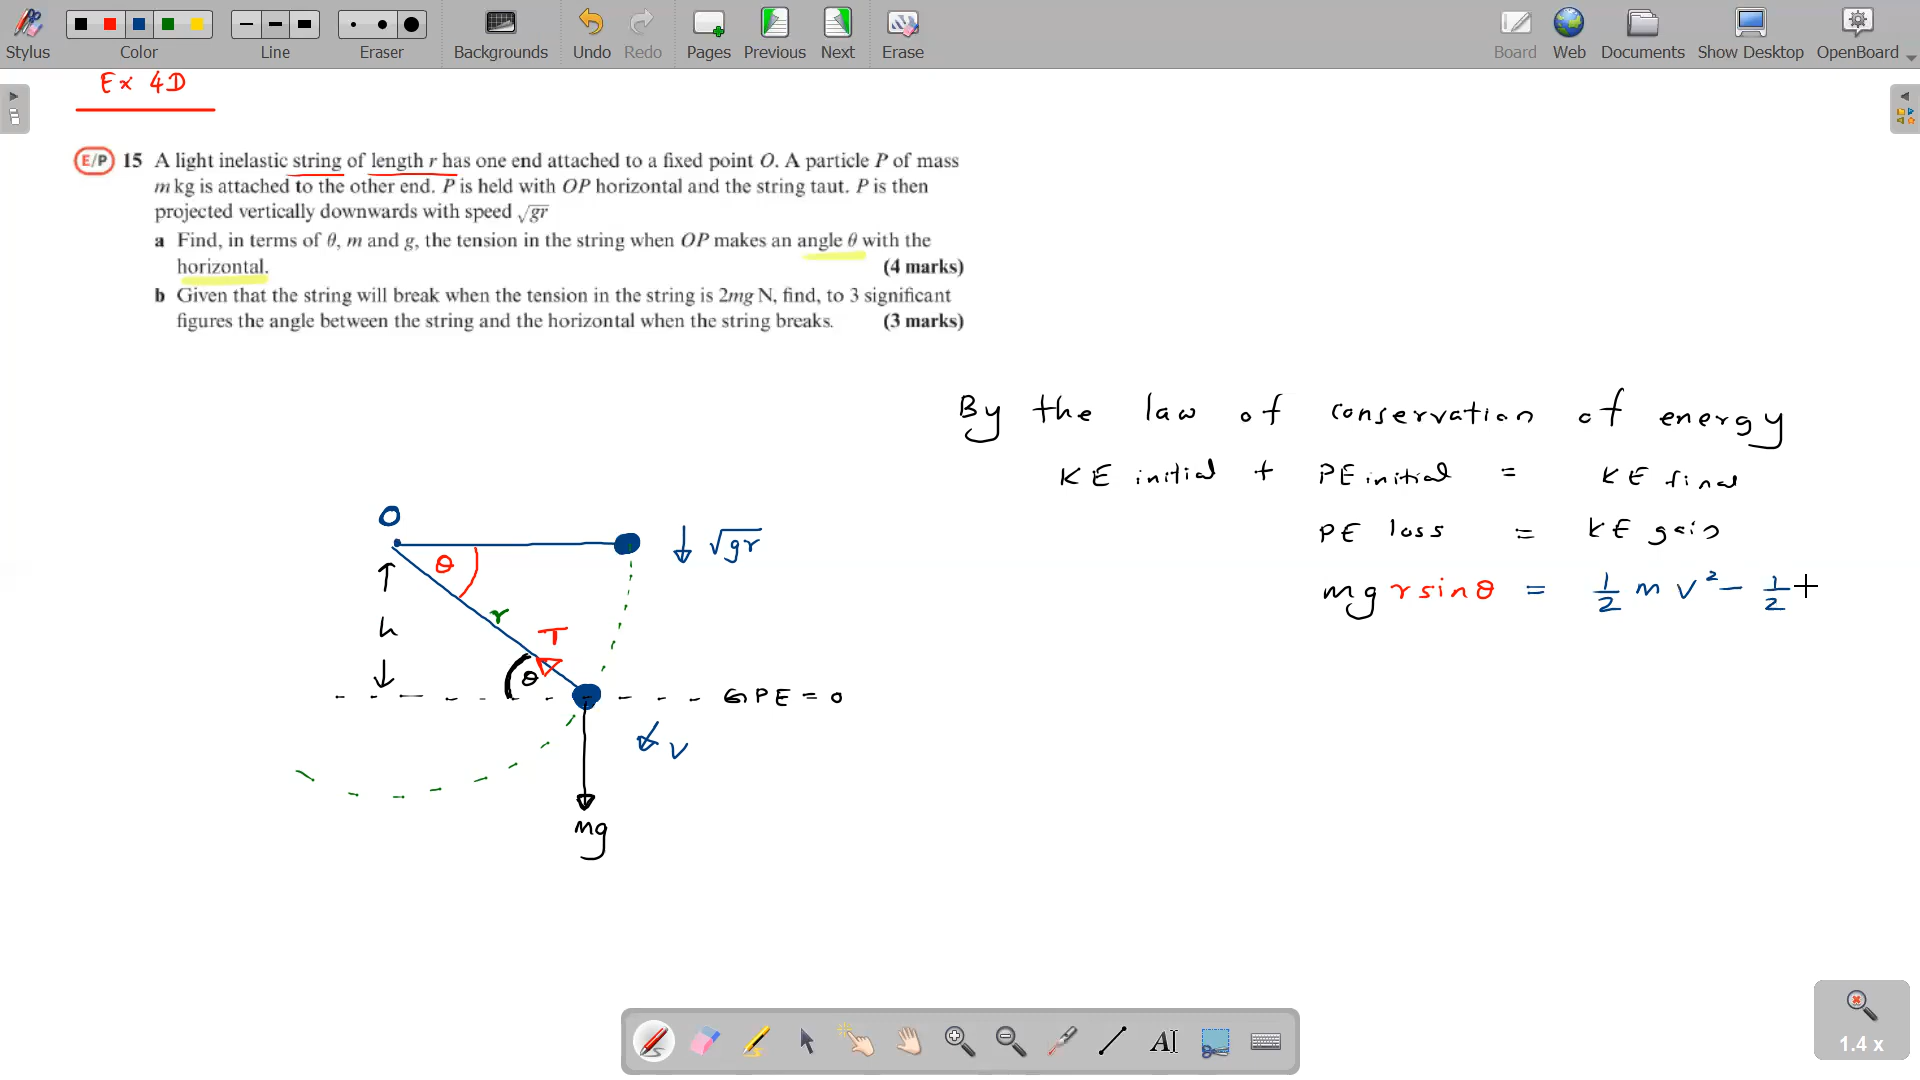 Stylus Color Line Eraser Backgrounds Undo Redo Pages Previous Next Erase Board Web Documents Show Desktop OpenBoard
Ex 4D
E/P 15 A light inelastic string of length r has one end attached to a fixed point O. A particle P of mass
m kg is attached to the other end. P is held with OP horizontal and the string taut. P is then
projected vertically downwards with speed √gr
a Find, in terms of θ, m and g, the tension in the string when OP makes an angle θ with the
horizontal. (4 marks)
b Given that the string will break when the tension in the string is 2mg N, find, to 3 significant
figures the angle between the string and the horizontal when the string breaks. (3 marks)
By the law of conservation of energy
KE initial + PE initial = KE final
PE loss = KE gain
mg r sin θ = 1/2 m v² - 1/2
O
↓ √gr
θ
r
h
T
θ
GPE = 0
v
mg
AI
1.4 x